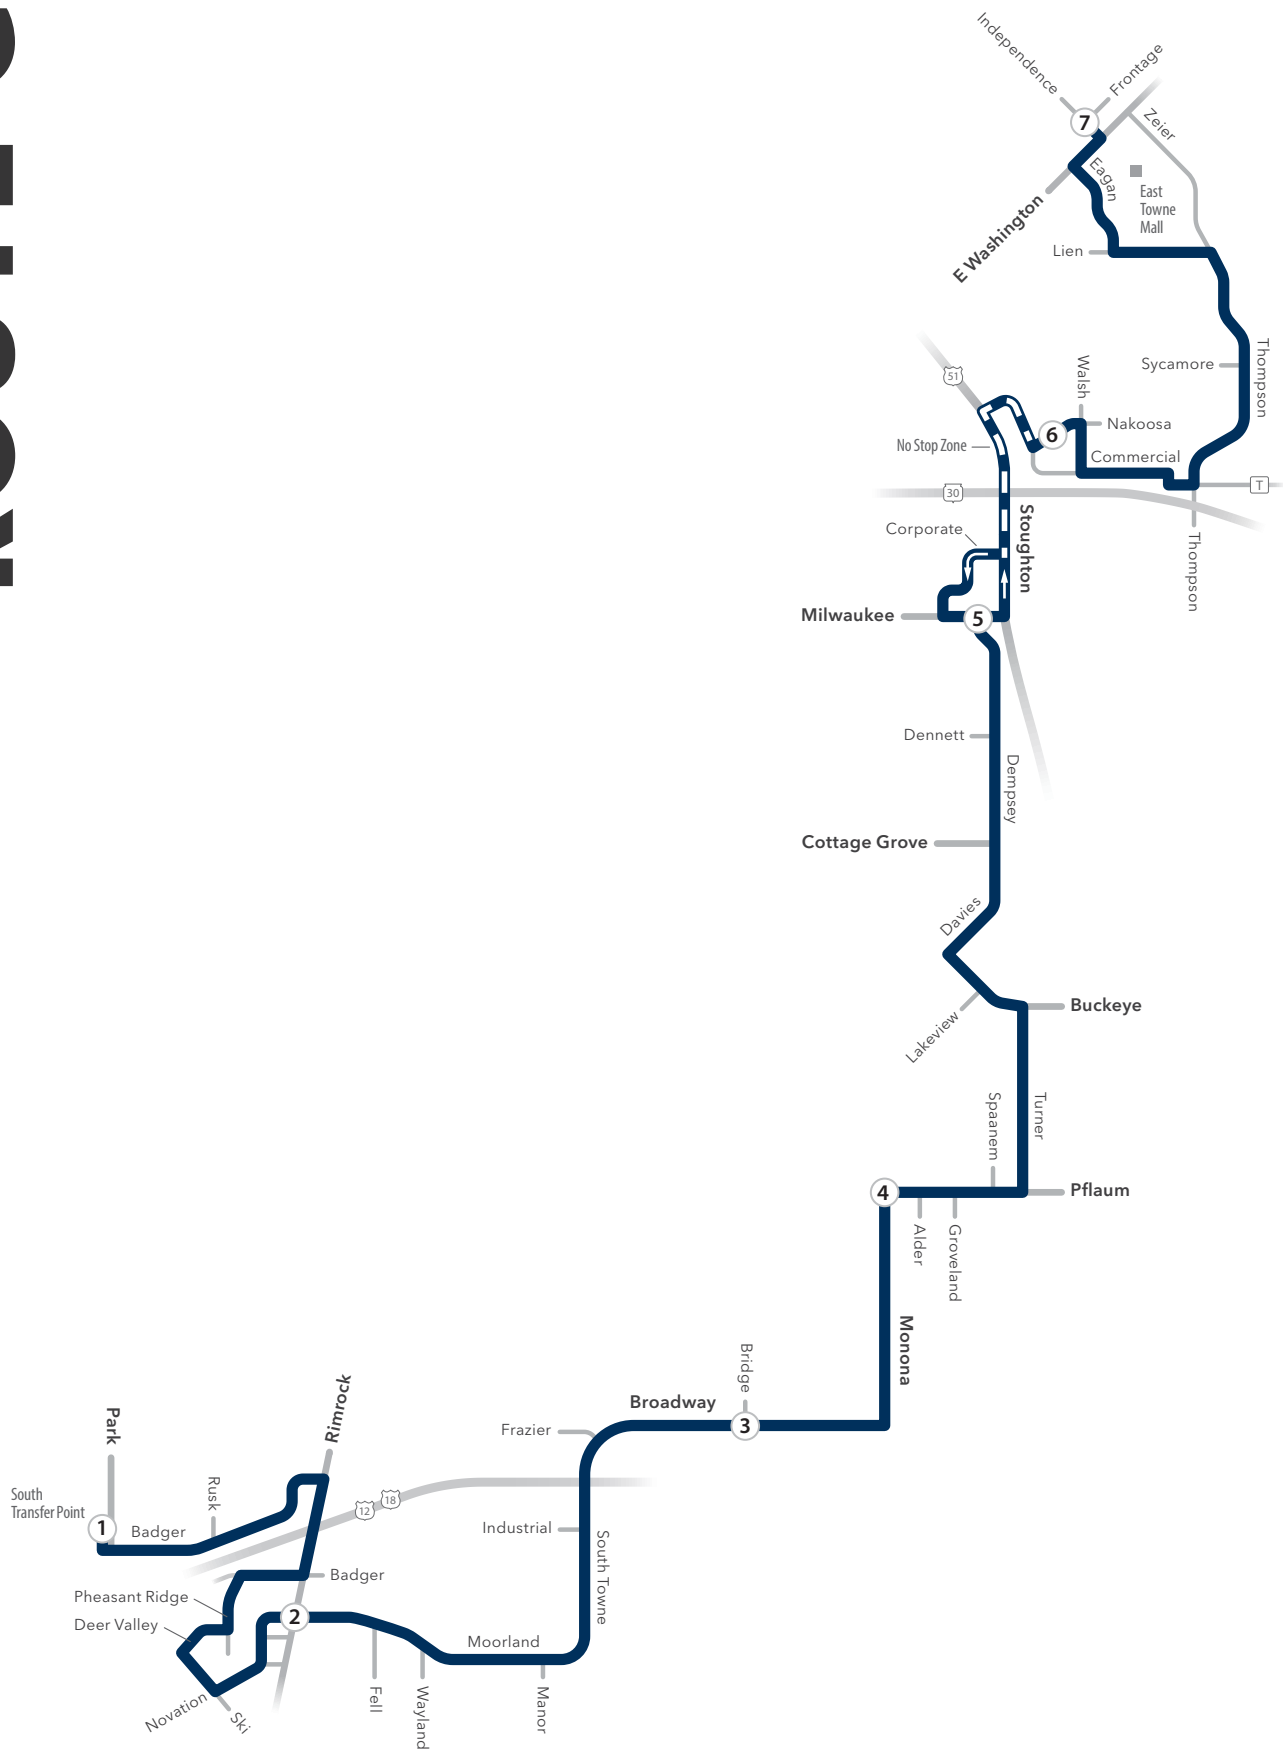 Independence
Frontage
7
Zeier
Eagan
East
Towne
Mall
E Washington
Lien
Thompson
Sycamore
51
Walsh
6
Nakoosa
No Stop Zone
Commercial
30
T
Stoughton
Corporate
Thompson
Milwaukee
5
Dennett
Dempsey
Cottage Grove
Davies
Buckeye
Lakeview
Spaanem
Turner
4
Pflaum
Alder
Groveland
Monona
Bridge
Broadway
3
Rimrock
Park
Frazier
South
Transfer Point
Rusk
12
18
1
Badger
Industrial
South Towne
Badger
Pheasant Ridge
Deer Valley
2
Moorland
Novation
Ski
Fell
Wayland
Manor